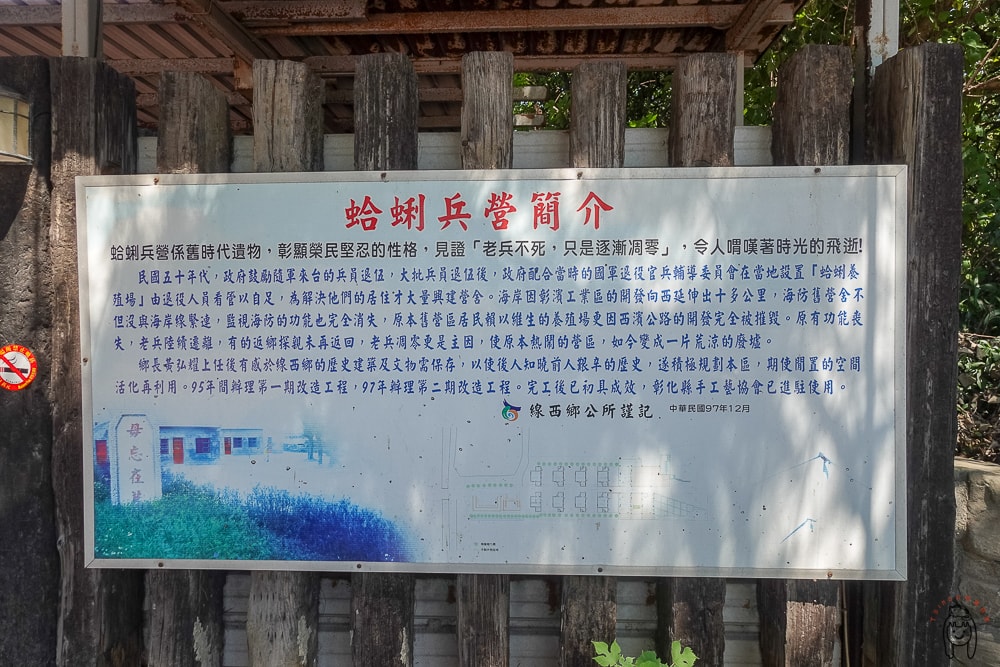 蛤蜊兵營簡介
蛤蜊兵營係舊時代遺物，彰顯榮民堅忍的性格，見證「老兵不死，只是逐漸凋零」，令人喟嘆著時光的飛逝!
民國五十年代，政府鼓勵隨軍來台的兵員退伍，大批兵員退伍後，政府配合當時的國軍退役官兵輔導委員會在當地設置「蛤蜊養
殖場」由退役人員看管以自足，為解決他們的居住才大量興建營舍。海岸因彰濱工業區的開發向西延伸出十多公里，海防舊營舍不
但沒與海岸線緊連，監視海防的功能也完全消失，原本舊營區居民賴以維生的養殖場更因西濱公路的開發完全被摧毀。原有功能喪
失，老兵陸續遷離，有的返鄉探親未再返回，老兵凋零更是主因，使原本熱鬧的營區，如今變成一片荒涼的廢墟。
鄉長黃弘耀上任後有感於線西鄉的歷史建築及文物需保存，以使後人知曉前人艱辛的歷史，遂積極規劃本區，期使閒置的空間
活化再利用。95年間辦理第一期改造工程，97年辦理第二期改造工程。完工後已初具成效，彰化縣手工藝協會已進駐使用。
線西鄉公所謹記 中華民國97年12月
毋忘在莒